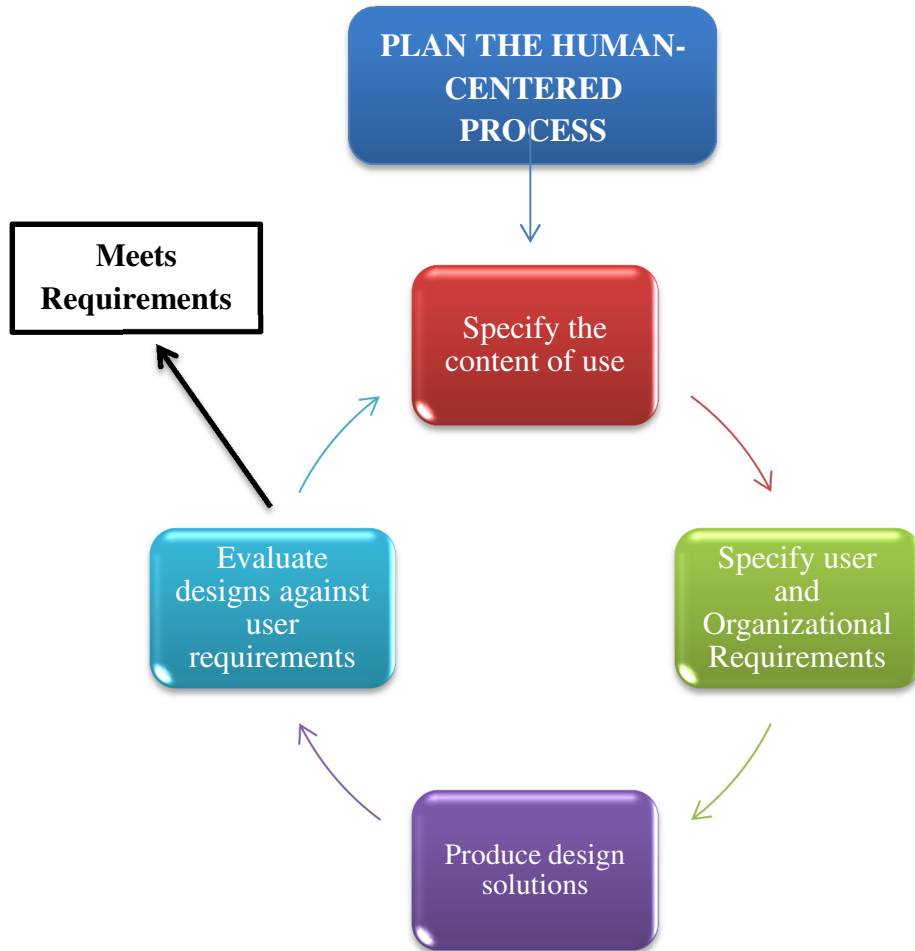 PLAN THE HUMAN-
CENTERED
PROCESS
Meets
Requirements
Specify the
content of use
Evaluate
designs against
user
requirements
Specify user
and
Organizational
Requirements
Produce design
solutions